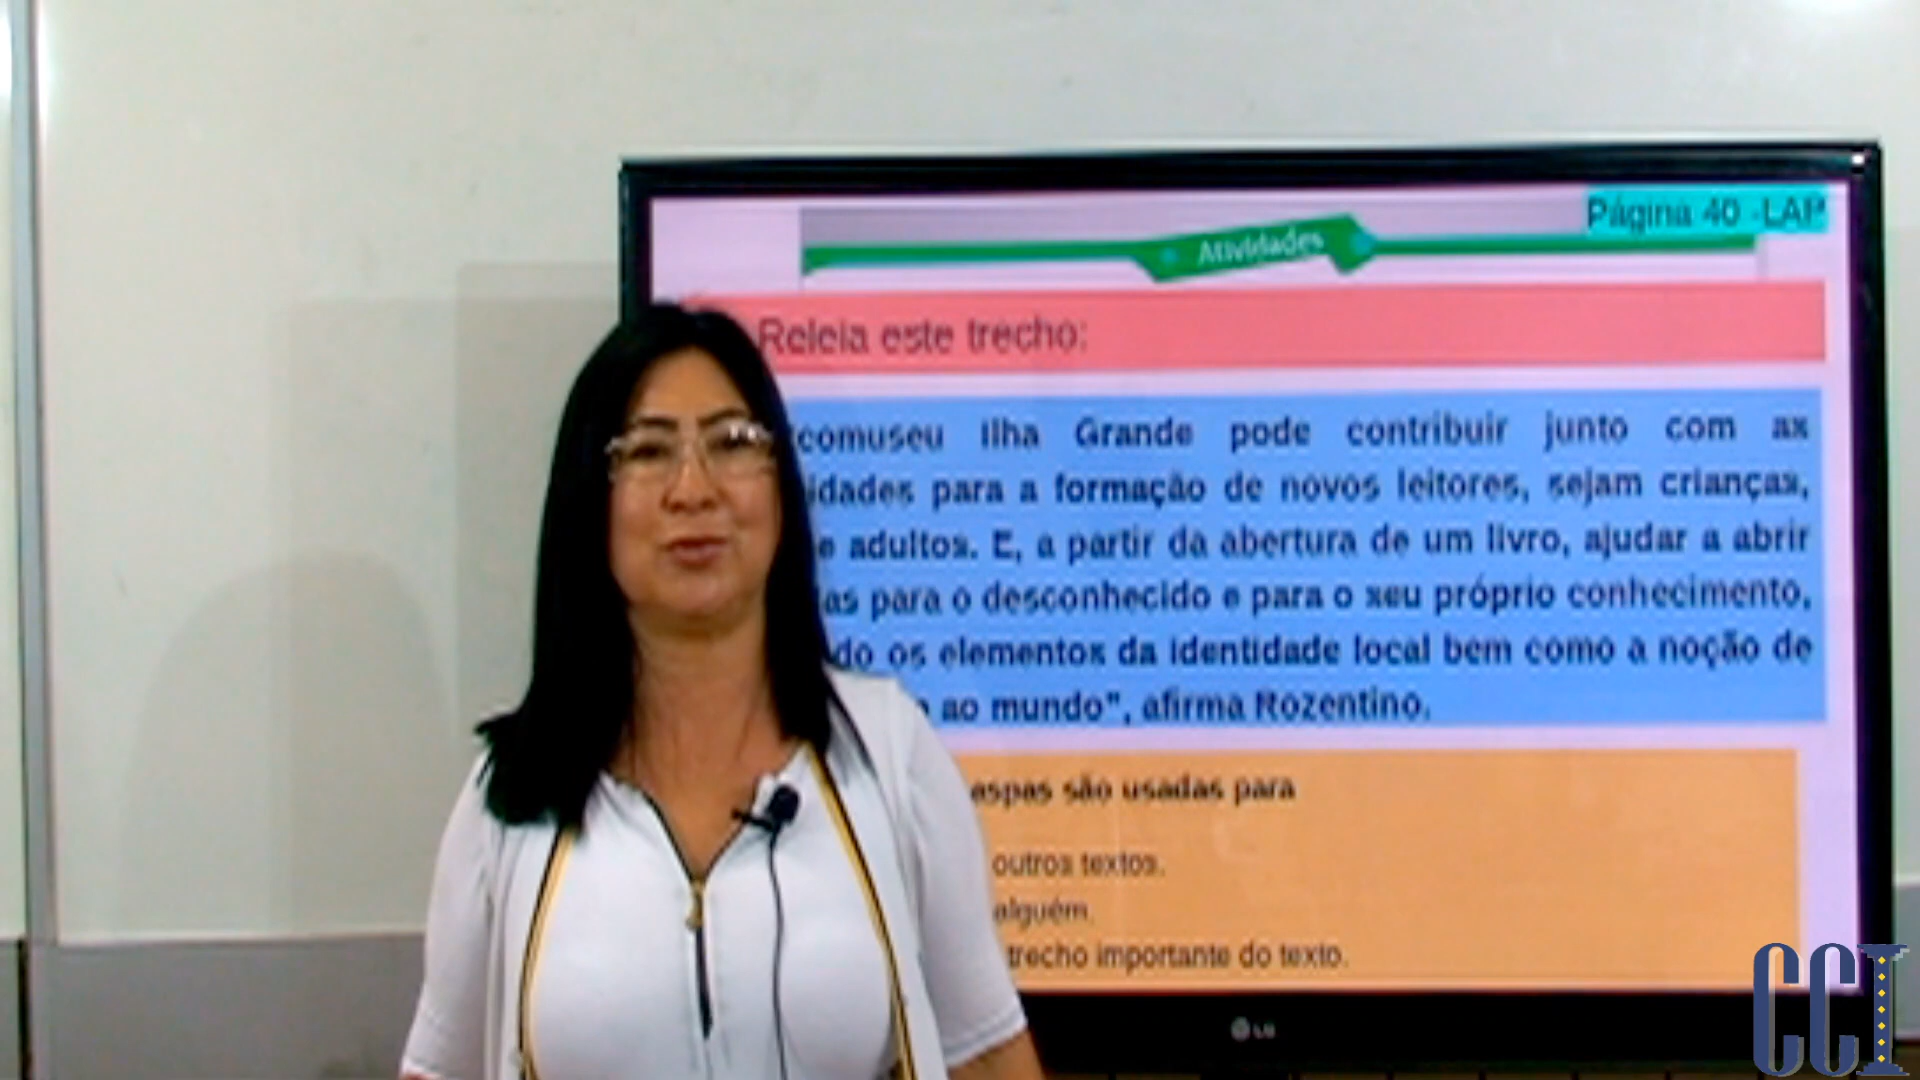 Página 40 -LAP
Atividades
Releia este trecho:
comuseu Ilha Grande pode contribuir junto com as
idades para a formação de novos leitores, sejam crianças,
e adultos. E, a partir da abertura de um livro, ajudar a abrir
as para o desconhecido e para o seu próprio conhecimento,
do os elementos da identidade local bem como a noção de
ao mundo", afirma Rozentino.
aspas são usadas para
outros textos.
alguém.
trecho importante do texto.
LG
CCI